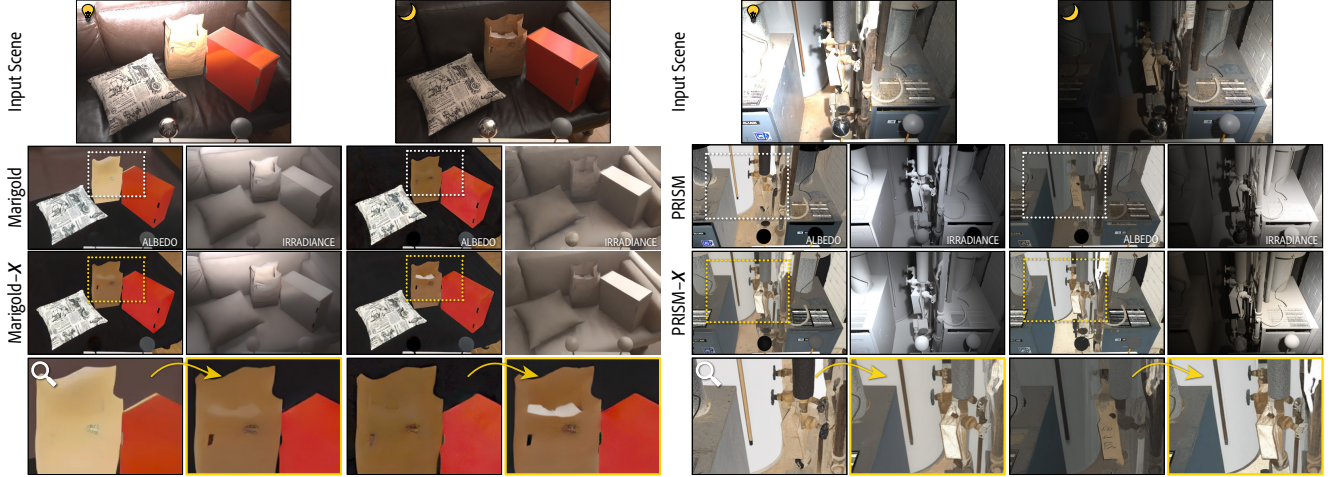 Input Scene
Input Scene
Marigold
ALBEDO
IRRADIANCE
ALBEDO
IRRADIANCE
PRISM
ALBEDO
IRRADIANCE
ALBEDO
IRRADIANCE
Marigold–X
PRISM–X